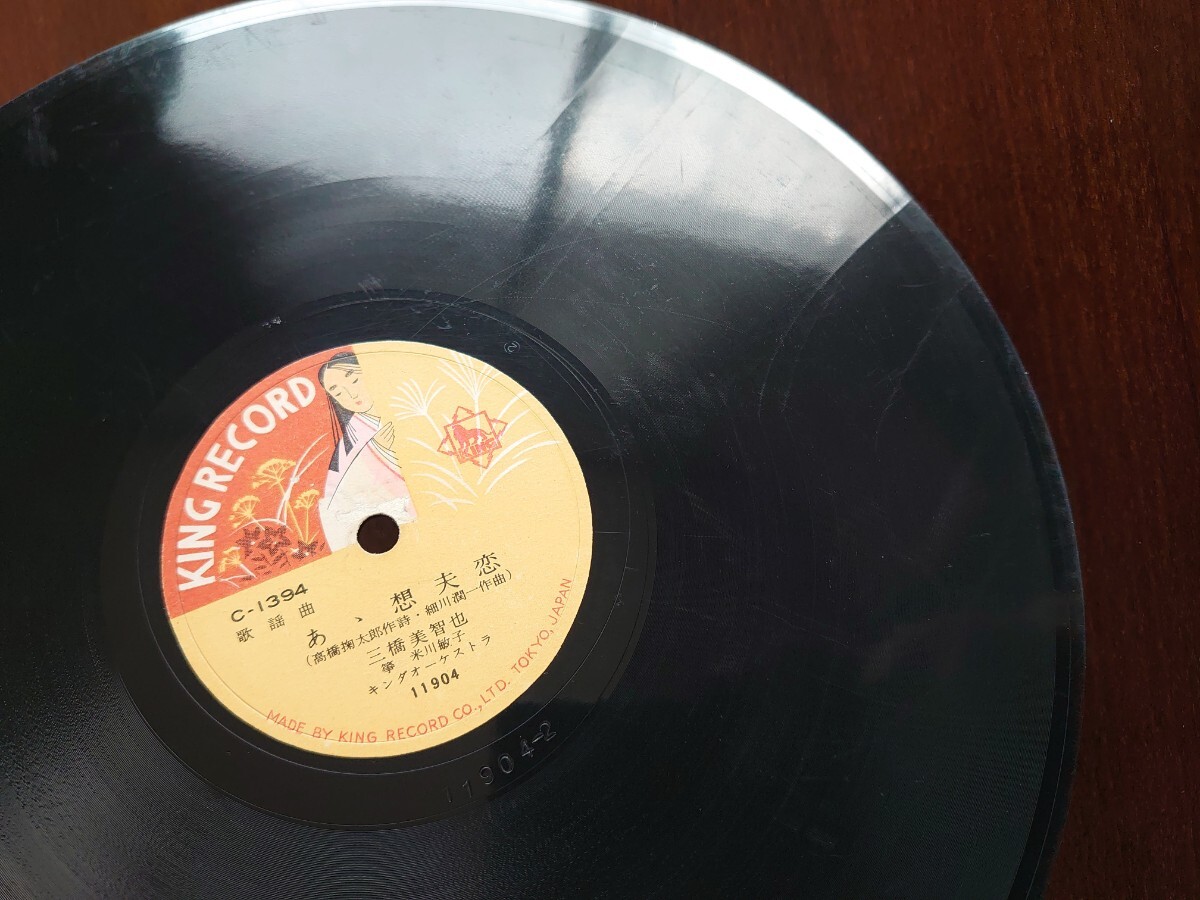 KING RECORD
KING
C-1394
歌謡曲
あゝ想夫恋
(高橋掬太郎作詩・細川潤一作曲)
三橋美智也
箏 米川敏子
キングオーケストラ
11904
MADE BY KING RECORD CO., LTD. TOKYO, JAPAN
11904-2
(2)